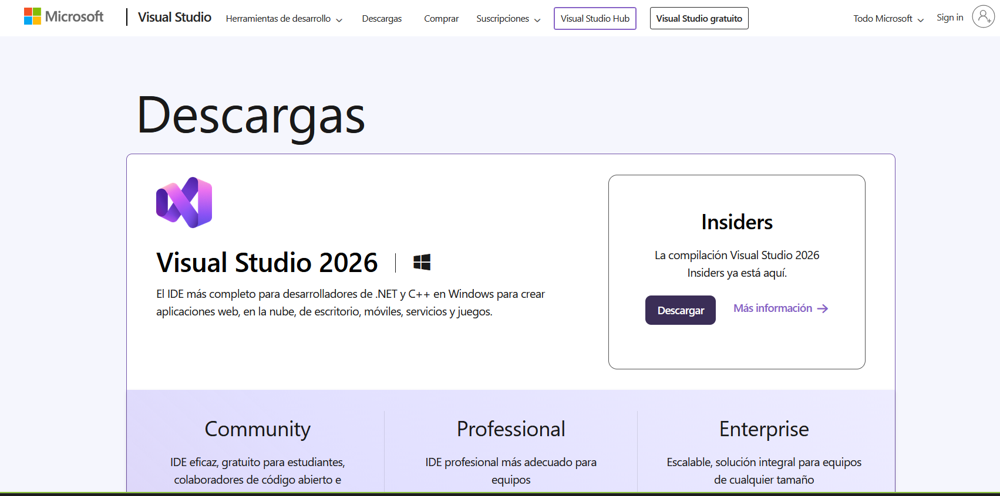 Microsoft
Visual Studio
Herramientas de desarrollo
Descargas
Comprar
Suscripciones
Visual Studio Hub
Visual Studio gratuito
Todo Microsoft
Sign in
Descargas
Visual Studio 2026
El IDE más completo para desarrolladores de .NET y C++ en Windows para crear
aplicaciones web, en la nube, de escritorio, móviles, servicios y juegos.
Insiders
La compilación Visual Studio 2026
Insiders ya está aquí.
Descargar
Más información
Community
IDE eficaz, gratuito para estudiantes,
colaboradores de código abierto e
Professional
IDE profesional más adecuado para
equipos
Enterprise
Escalable, solución integral para equipos
de cualquier tamaño